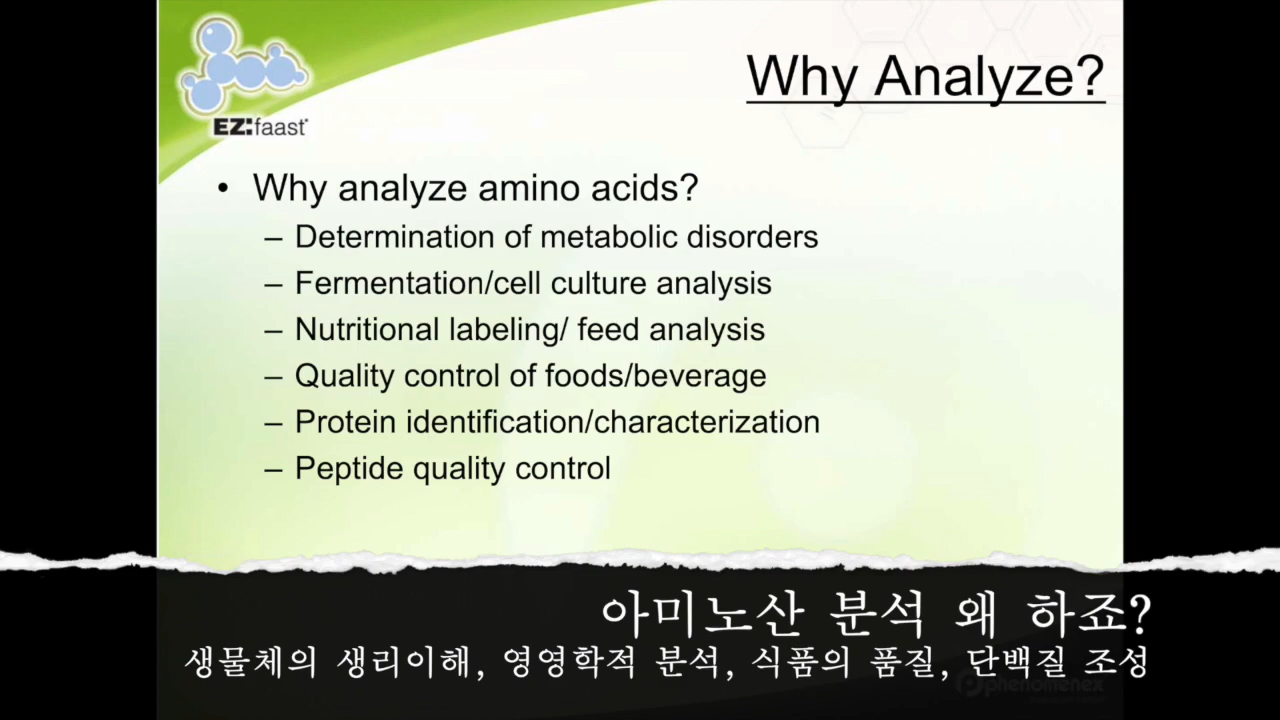 EZ:faast
Why Analyze?
• Why analyze amino acids?
– Determination of metabolic disorders
– Fermentation/cell culture analysis
– Nutritional labeling/ feed analysis
– Quality control of foods/beverage
– Protein identification/characterization
– Peptide quality control
아미노산 분석 왜 하죠?
생물체의 생리이해, 영영학적 분석, 식품의 품질, 단백질 조성
phenomenex